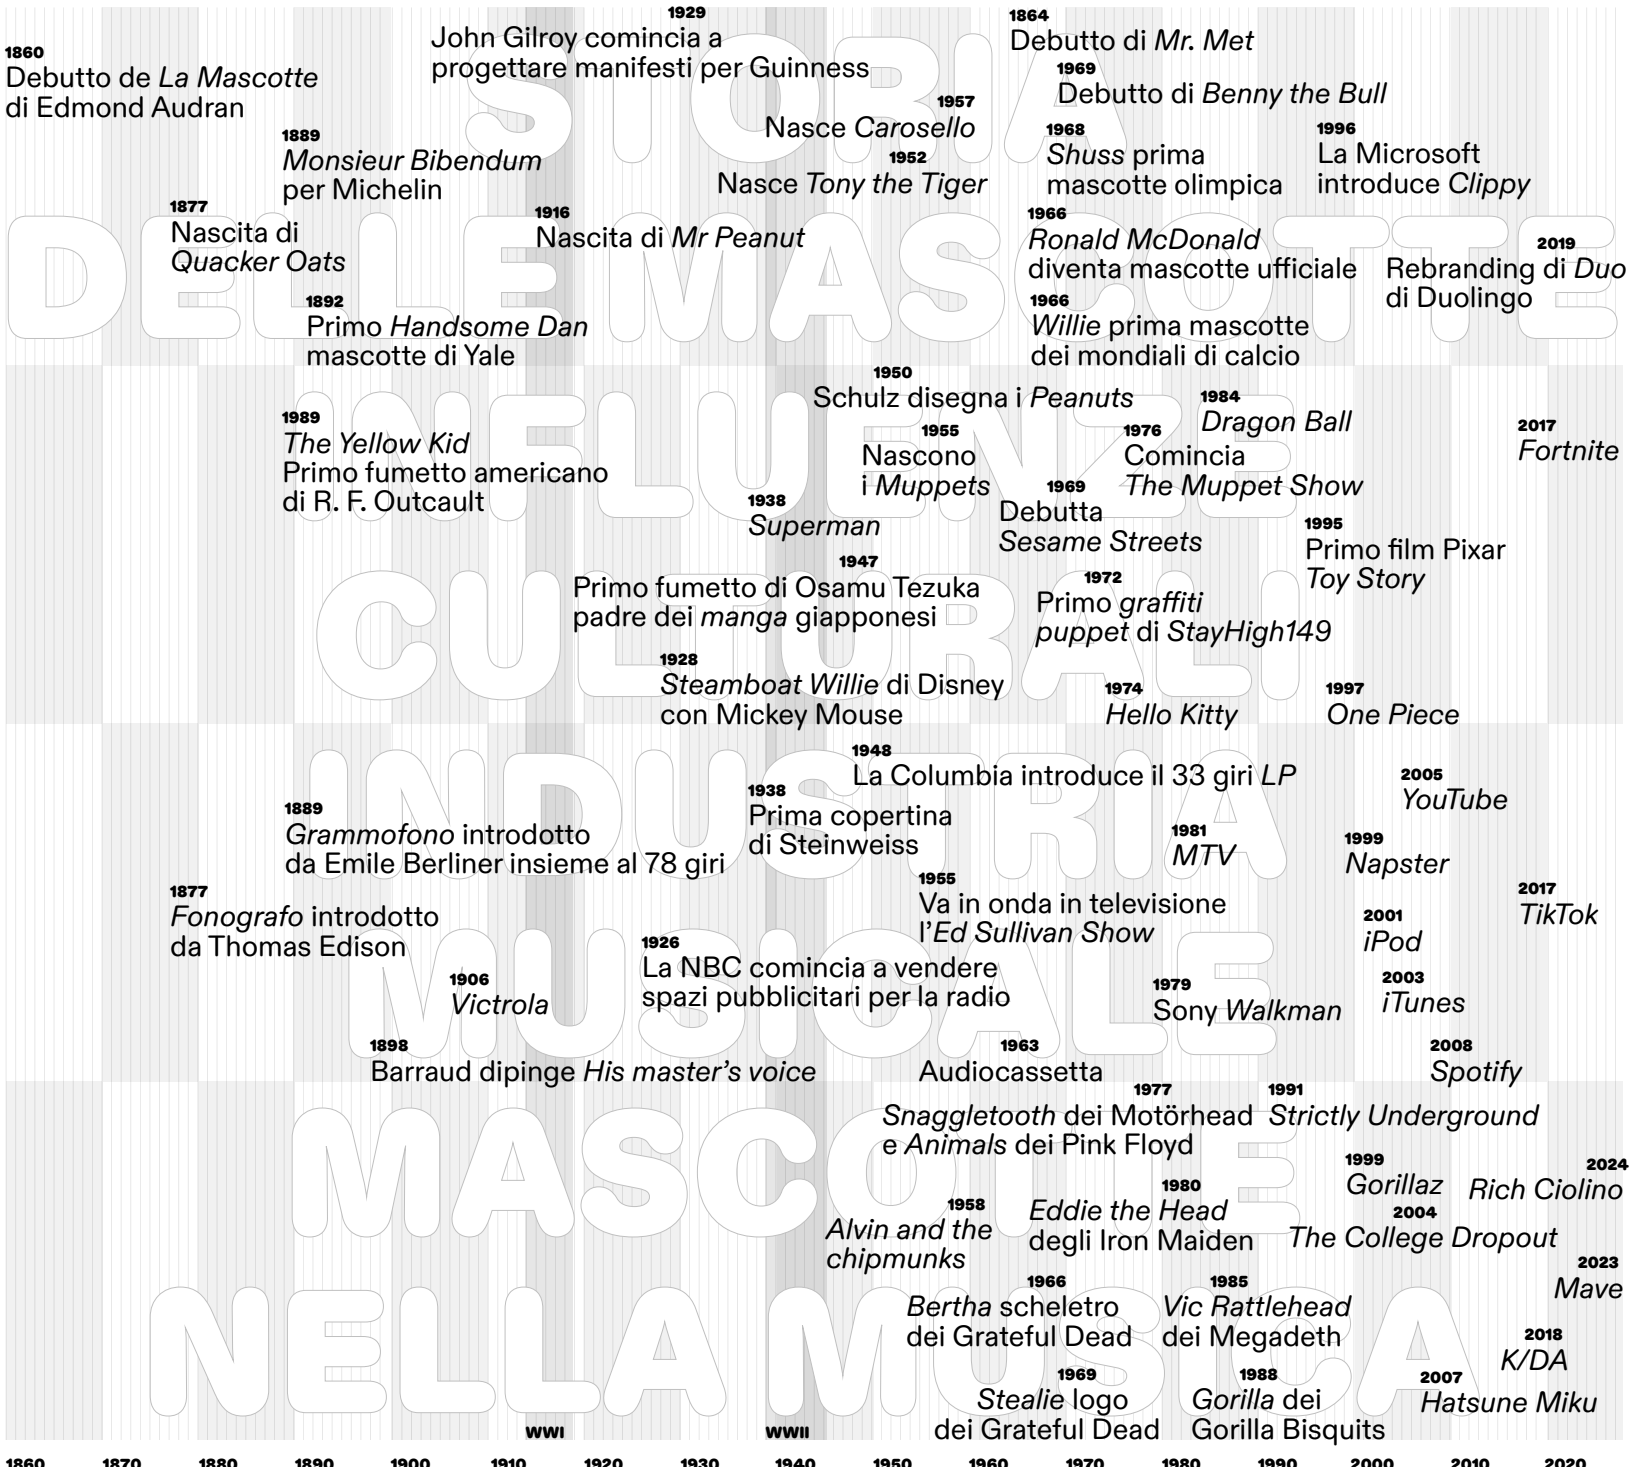 STORIA
DELLE MASCOTTE
1860
Debutto de La Mascotte
di Edmond Audran
1929
John Gilroy comincia a
progettare manifesti per Guinness
1864
Debutto di Mr. Met
1969
Debutto di Benny the Bull
1957
Nasce Carosello
1889
Monsieur Bibendum
per Michelin
1952
Nasce Tony the Tiger
1968
Shuss prima
mascotte olimpica
1996
La Microsoft
introduce Clippy
1877
Nascita di
Quacker Oats
1916
Nascita di Mr Peanut
1966
Ronald McDonald
diventa mascotte ufficiale
2019
Rebranding di Duo
di Duolingo
1892
Primo Handsome Dan
mascotte di Yale
1966
Willie prima mascotte
dei mondiali di calcio
INFLUENZE
CULTURALI
1950
Schulz disegna i Peanuts
1984
Dragon Ball
1989
The Yellow Kid
Primo fumetto americano
di R. F. Outcault
1955
Nascono
i Muppets
1976
Comincia
The Muppet Show
2017
Fortnite
1938
Superman
1969
Debutta
Sesame Streets
1995
Primo film Pixar
Toy Story
1947
Primo fumetto di Osamu Tezuka
padre dei manga giapponesi
1972
Primo graffiti
puppet di StayHigh149
1928
Steamboat Willie di Disney
con Mickey Mouse
1974
Hello Kitty
1997
One Piece
INDUSTRIA
MUSICALE
1948
La Columbia introduce il 33 giri LP
2005
YouTube
1938
Prima copertina
di Steinweiss
1889
Grammofono introdotto
da Emile Berliner insieme al 78 giri
1981
MTV
1999
Napster
1877
Fonografo introdotto
da Thomas Edison
1955
Va in onda in televisione
l'Ed Sullivan Show
2017
TikTok
2001
iPod
1926
La NBC comincia a vendere
spazi pubblicitari per la radio
1906
Victrola
1979
Sony Walkman
2003
iTunes
1898
Barraud dipinge His master's voice
1963
Audiocassetta
2008
Spotify
MASCOTTE
NELLA MUSICA
1977
Snaggletooth dei Motörhead
e Animals dei Pink Floyd
1991
Strictly Underground
1999
Gorillaz
2024
Rich Ciolino
1980
Eddie the Head
degli Iron Maiden
1958
Alvin and the
chipmunks
2004
The College Dropout
2023
Mave
1966
Bertha scheletro
dei Grateful Dead
1985
Vic Rattlehead
dei Megadeth
2018
K/DA
1969
Stealie logo
dei Grateful Dead
1988
Gorilla dei
Gorilla Bisquits
2007
Hatsune Miku
WWI
WWII
1860 1870 1880 1890 1900 1910 1920 1930 1940 1950 1960 1970 1980 1990 2000 2010 2020